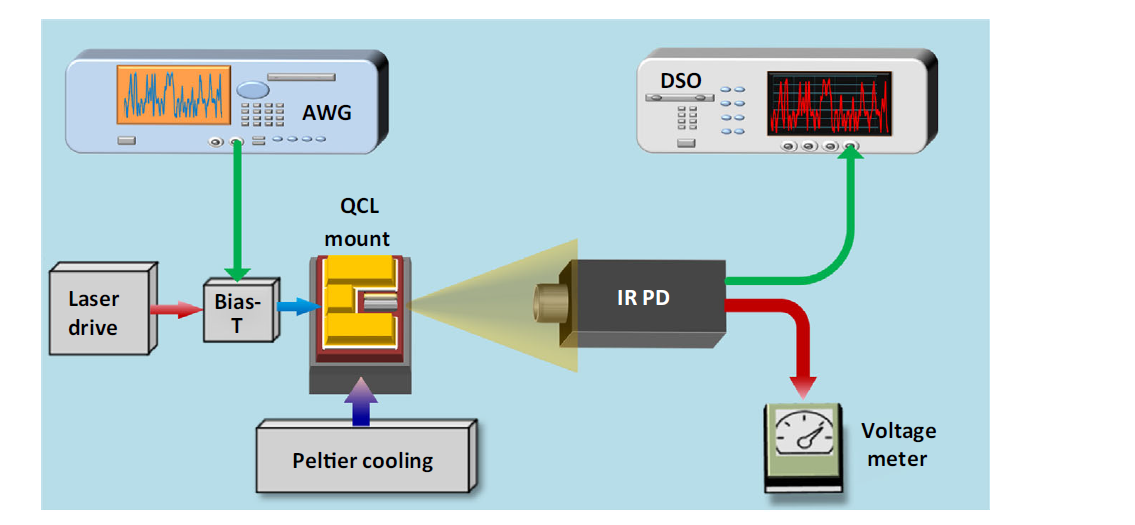 AWG
DSO
QCL
mount
Laser
drive
Bias-
T
IR PD
Peltier cooling
Voltage
meter